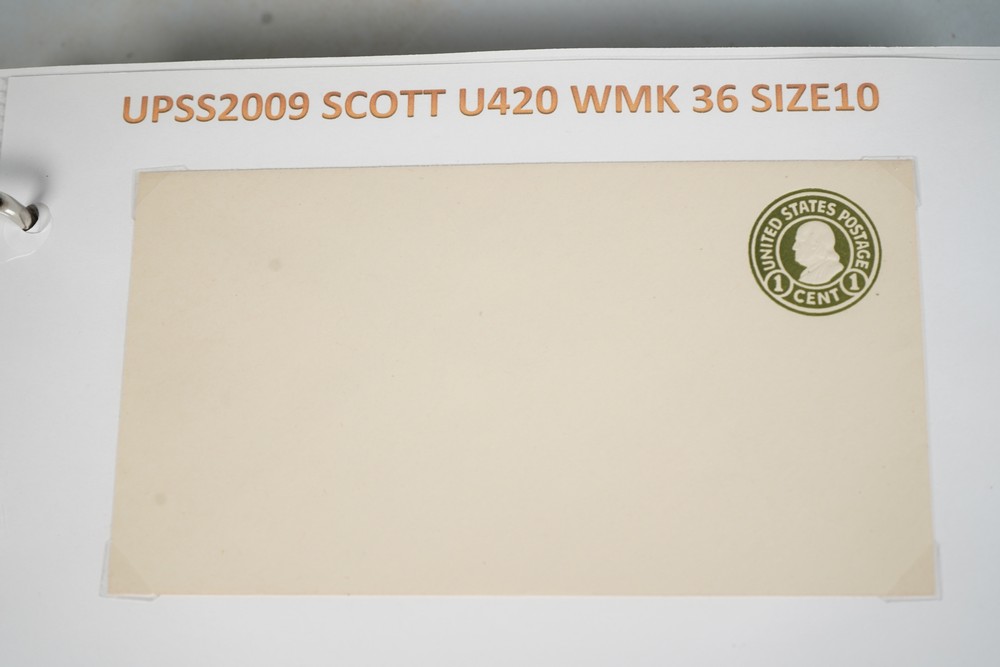 UPSS2009 SCOTT U420 WMK 36 SIZE10
UNITED STATES POSTAGE
1 CENT 1